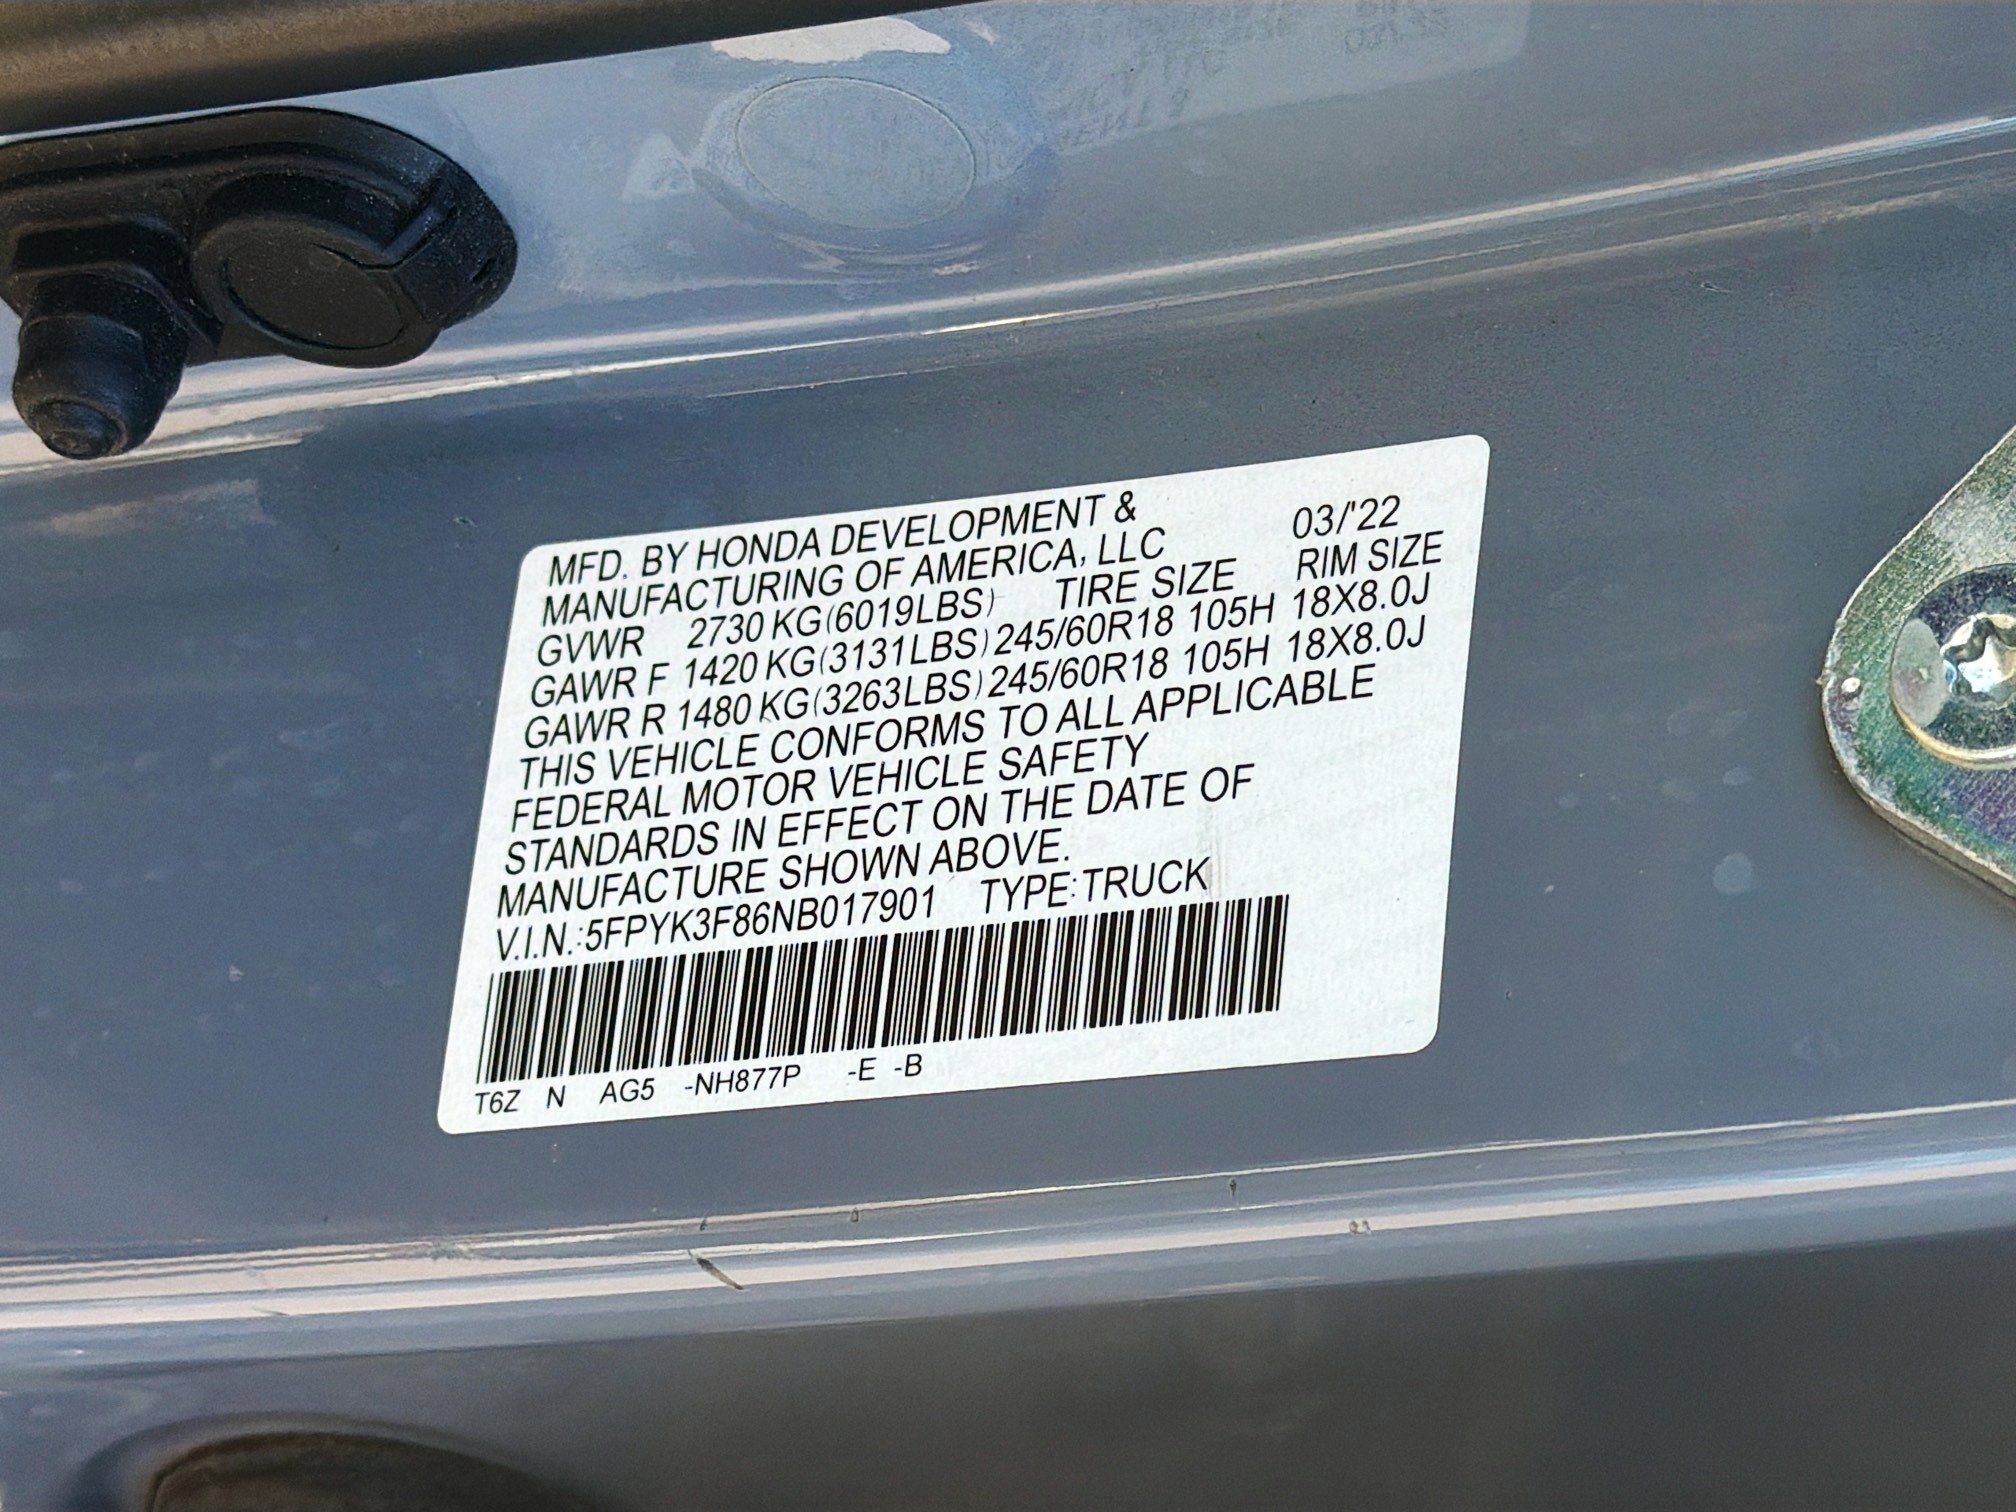 MFD. BY HONDA DEVELOPMENT &
MANUFACTURING OF AMERICA, LLC 03/'22
GVWR 2730 KG(6019LBS) TIRE SIZE RIM SIZE
GAWR F 1420 KG(3131LBS) 245/60R18 105H 18X8.0J
GAWR R 1480 KG(3263LBS) 245/60R18 105H 18X8.0J
THIS VEHICLE CONFORMS TO ALL APPLICABLE
FEDERAL MOTOR VEHICLE SAFETY
STANDARDS IN EFFECT ON THE DATE OF
MANUFACTURE SHOWN ABOVE.
V.I.N.:5FPYK3F86NB017901 TYPE:TRUCK
T6Z N AG5 -NH877P -E -B